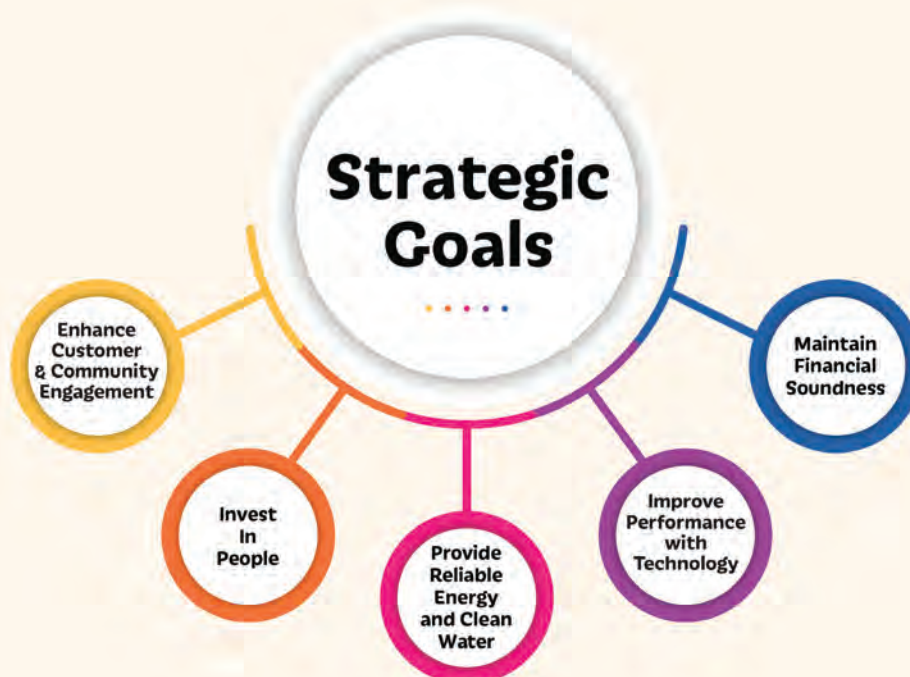 Strategic
Goals
Enhance
Customer
& Community
Engagement
Invest
In
People
Provide
Reliable
Energy
and Clean
Water
Improve
Performance
with
Technology
Maintain
Financial
Soundness